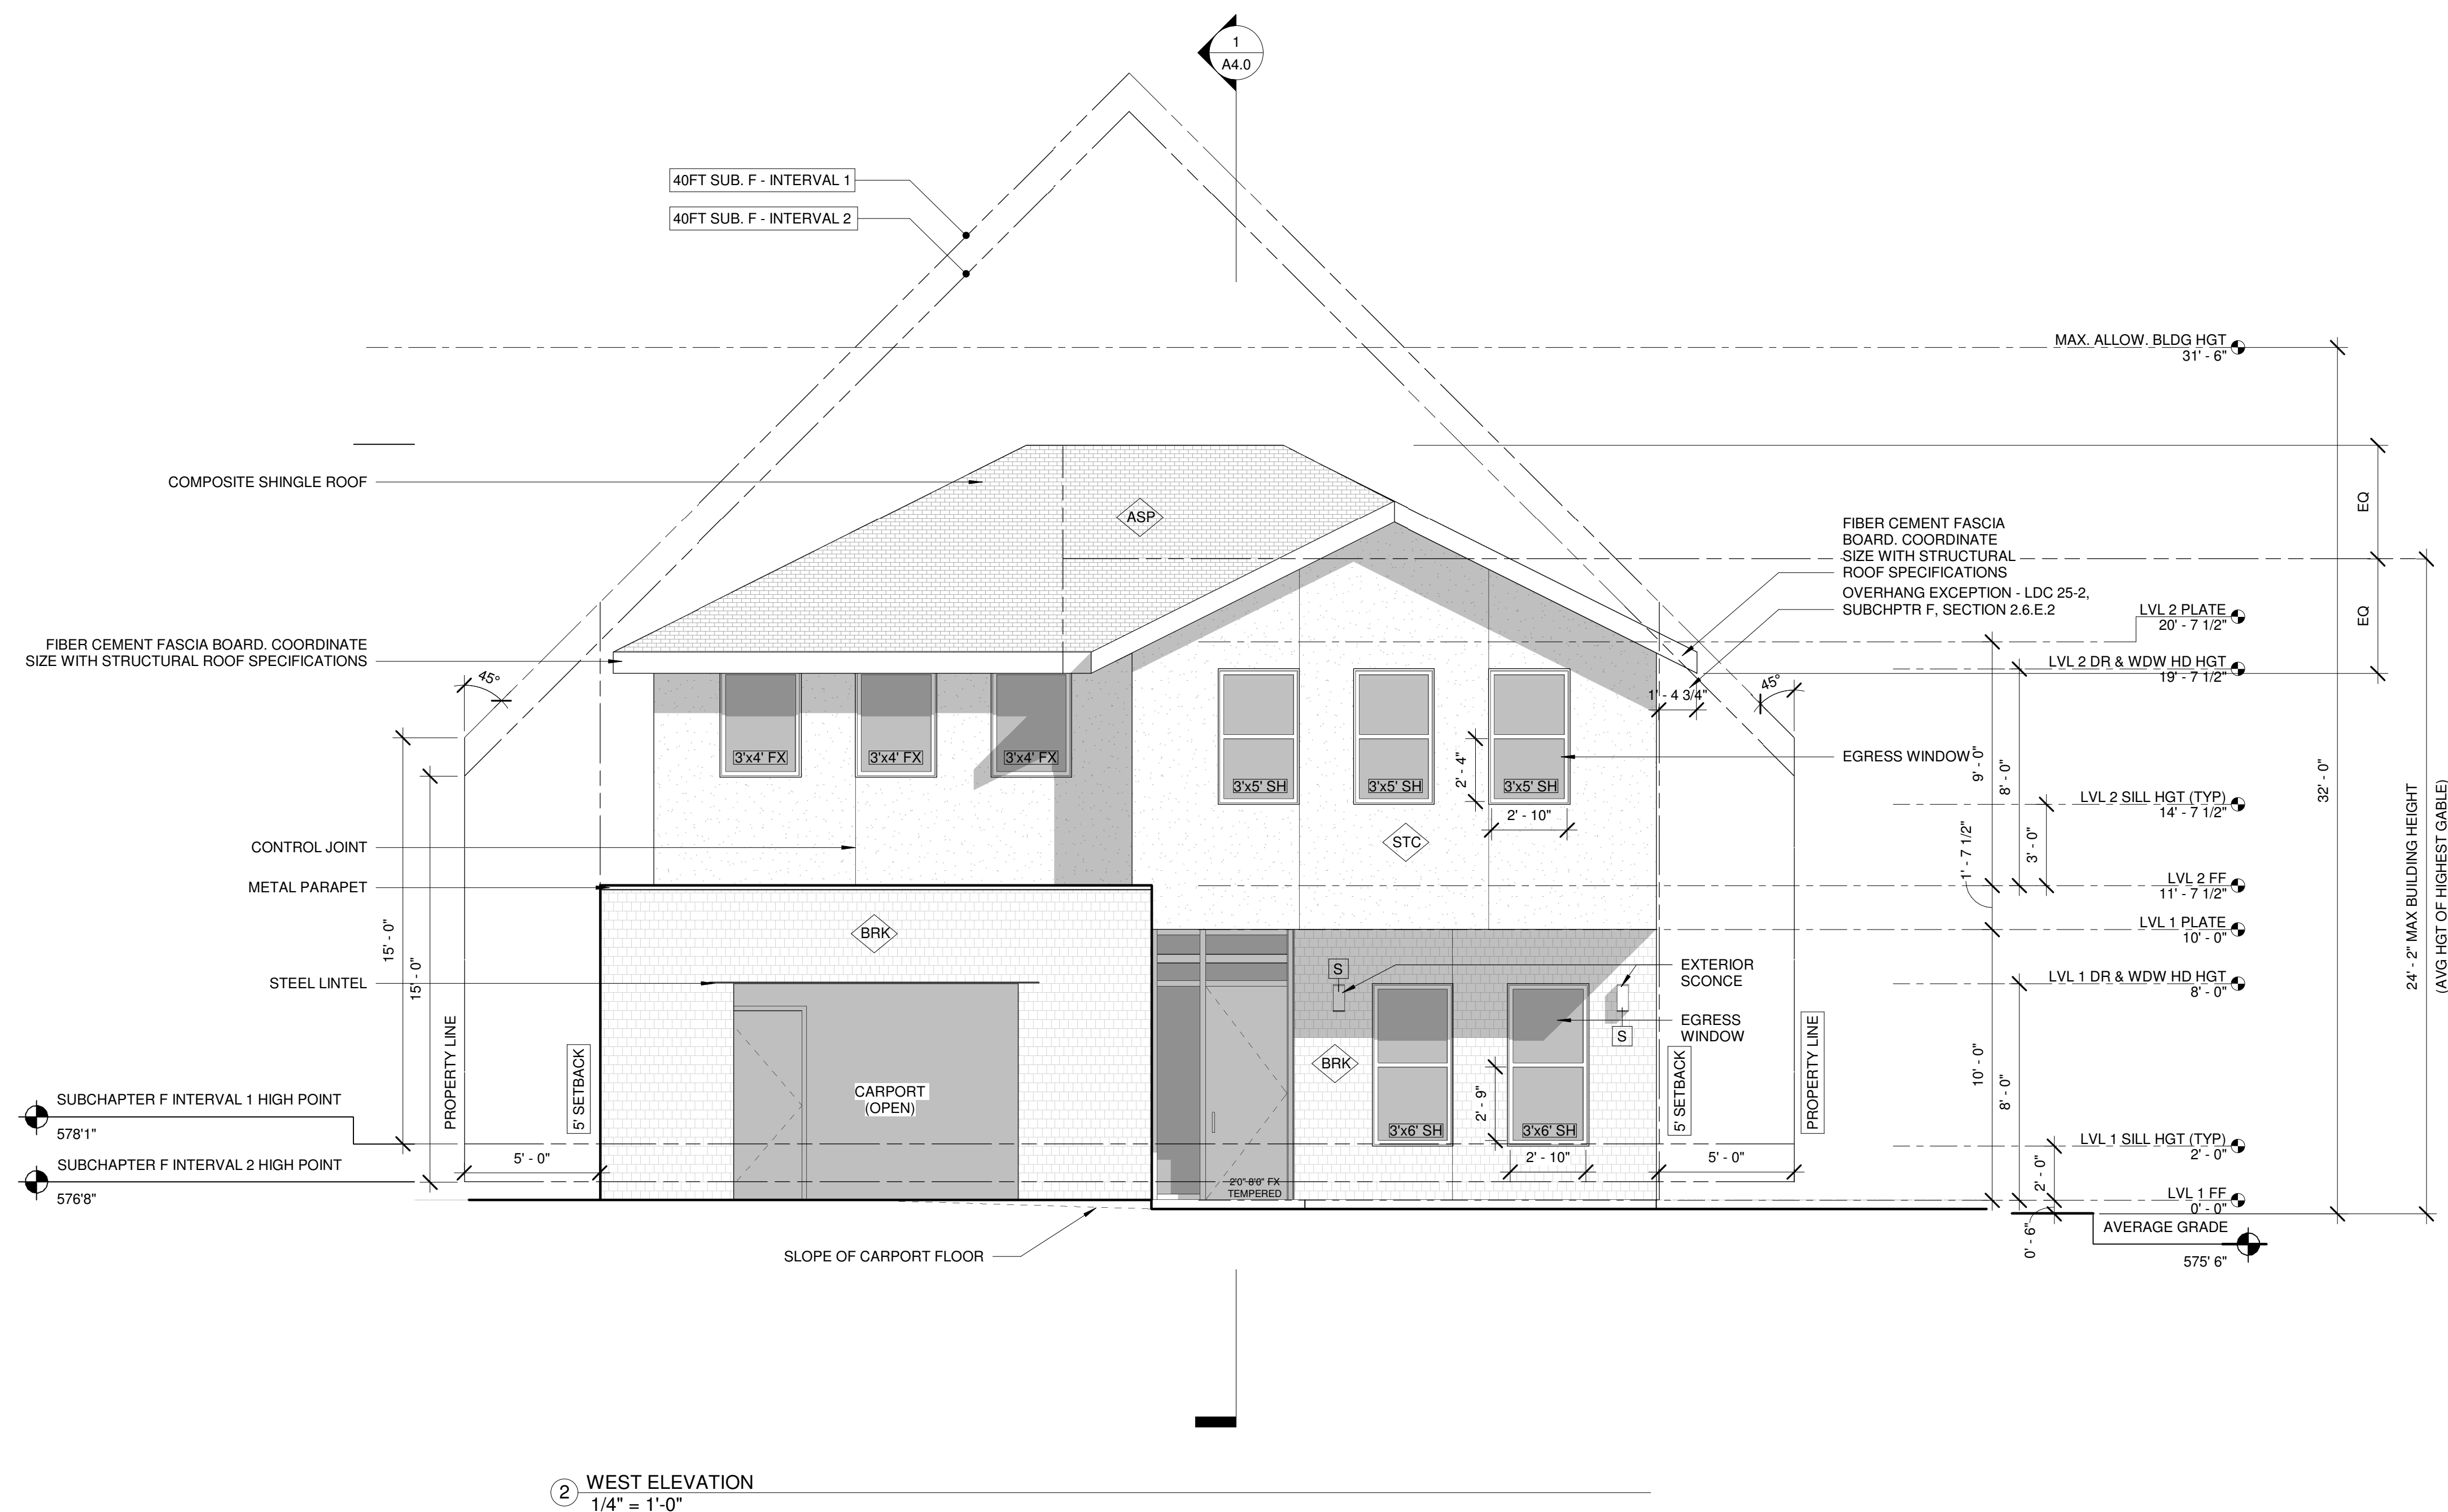 1
A4.0
40FT SUB. F - INTERVAL 1
40FT SUB. F - INTERVAL 2
MAX. ALLOW. BLDG HGT
31' - 6"
COMPOSITE SHINGLE ROOF
ASP
EQ
FIBER CEMENT FASCIA
BOARD. COORDINATE
SIZE WITH STRUCTURAL
ROOF SPECIFICATIONS
OVERHANG EXCEPTION - LDC 25-2,
SUBCHPTR F, SECTION 2.6.E.2
LVL 2 PLATE
20' - 7 1/2"
EQ
FIBER CEMENT FASCIA BOARD. COORDINATE
SIZE WITH STRUCTURAL ROOF SPECIFICATIONS
LVL 2 DR & WDW HD HGT
19' - 7 1/2"
45°
45°
1' - 4 3/4"
3'x4' FX
3'x4' FX
3'x4' FX
3'x5' SH
3'x5' SH
3'x5' SH
2' - 4"
2' - 10"
EGRESS WINDOW
9' - 0"
8' - 0"
32' - 0"
LVL 2 SILL HGT (TYP)
14' - 7 1/2"
STC
CONTROL JOINT
1' - 7 1/2"
3' - 0"
24' - 2" MAX BUILDING HEIGHT
(AVG HGT OF HIGHEST GABLE)
METAL PARAPET
LVL 2 FF
11' - 7 1/2"
BRK
LVL 1 PLATE
10' - 0"
15' - 0"
15' - 0"
STEEL LINTEL
S
EXTERIOR
SCONCE
LVL 1 DR & WDW HD HGT
8' - 0"
EGRESS
WINDOW
S
BRK
PROPERTY LINE
5' SETBACK
CARPORT
(OPEN)
2' - 9"
5' SETBACK
PROPERTY LINE
10' - 0"
8' - 0"
SUBCHAPTER F INTERVAL 1 HIGH POINT
578'1"
3'x6' SH
3'x6' SH
LVL 1 SILL HGT (TYP)
2' - 0"
SUBCHAPTER F INTERVAL 2 HIGH POINT
576'8"
5' - 0"
2' - 10"
5' - 0"
2' - 0"
2'0" 8'0" FX
TEMPERED
LVL 1 FF
0' - 0"
0' - 6"
AVERAGE GRADE
575' 6"
SLOPE OF CARPORT FLOOR
2
WEST ELEVATION
1/4" = 1'-0"